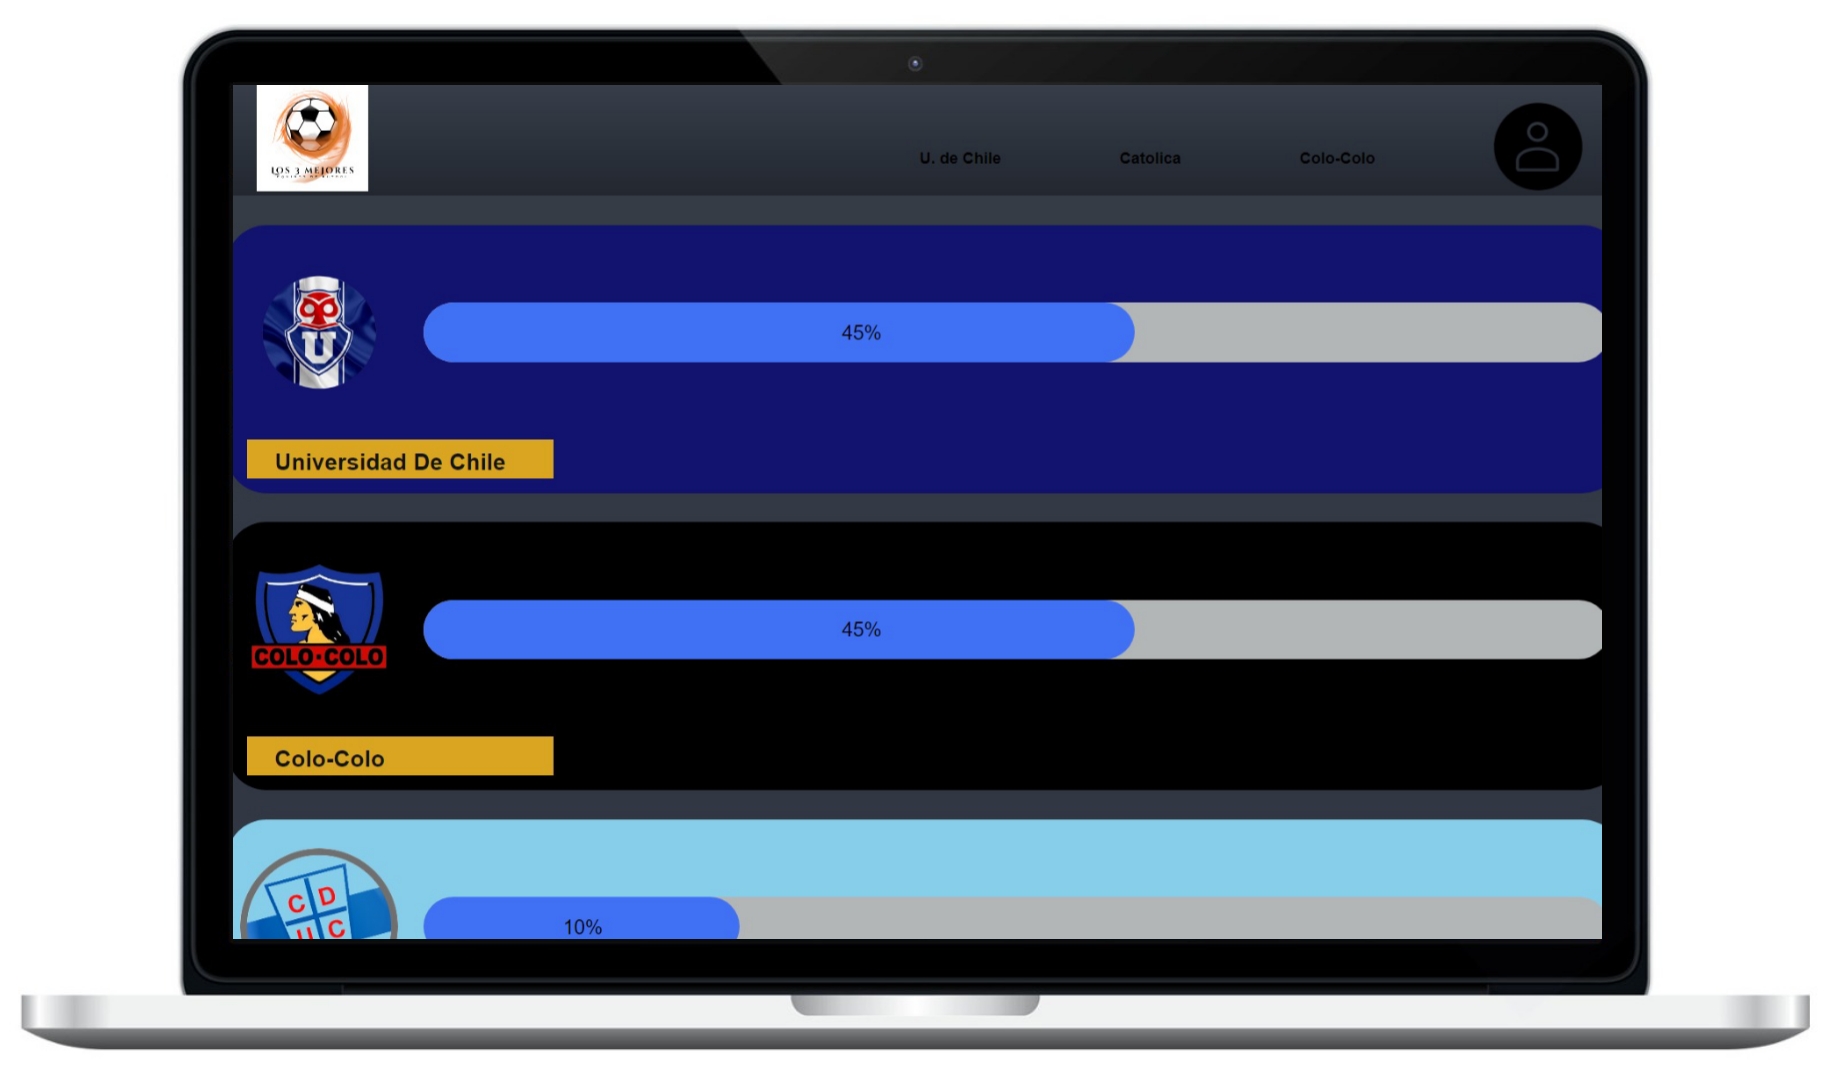 LOS 3 MEJORES
U. de Chile
Catolica
Colo-Colo
45%
U
Universidad De Chile
45%
COLO-COLO
Colo-Colo
C D
U C
10%